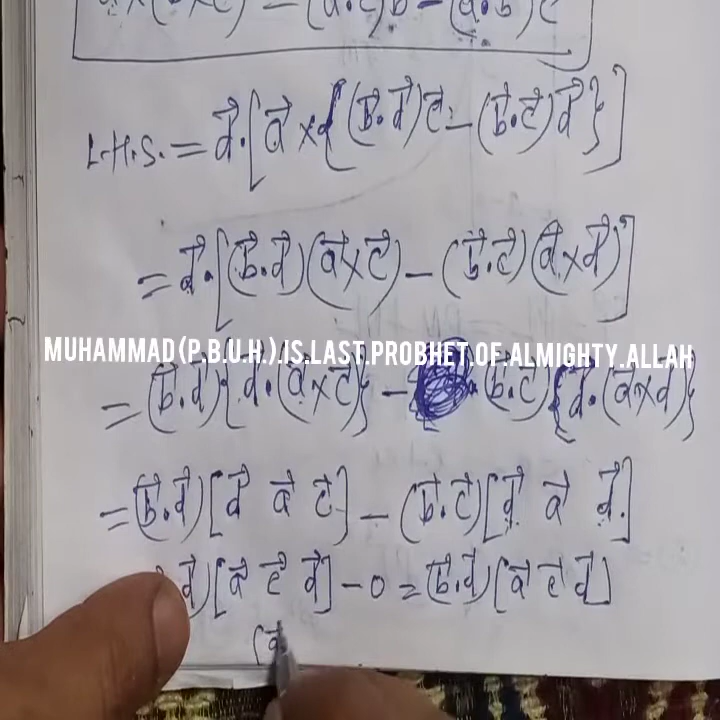 a⃗×(b⃗×c⃗) = (a⃗.c⃗)b⃗ − (a⃗.b⃗)c⃗
L.H.S. = d⃗.[a⃗ × {(b⃗.d⃗)c⃗ − (b⃗.c⃗)d⃗}]
= d⃗.[(b⃗.d⃗)(a⃗×c⃗) − (b⃗.c⃗)(a⃗×d⃗)]
MUHAMMAD(P.B.U.H.).IS.LAST.PROBHET.OF.ALMIGHTY.ALLAH
= (b⃗.d⃗){d⃗.(a⃗×c⃗)} − (b⃗.c⃗){d⃗.(a⃗×d⃗)}
= (b⃗.d⃗)[d⃗ a⃗ c⃗] − (b⃗.c⃗)[d⃗ a⃗ d⃗]
d⃗)[a⃗ c⃗ d⃗] − 0 = (b⃗.d⃗)[a⃗ c⃗ d⃗]